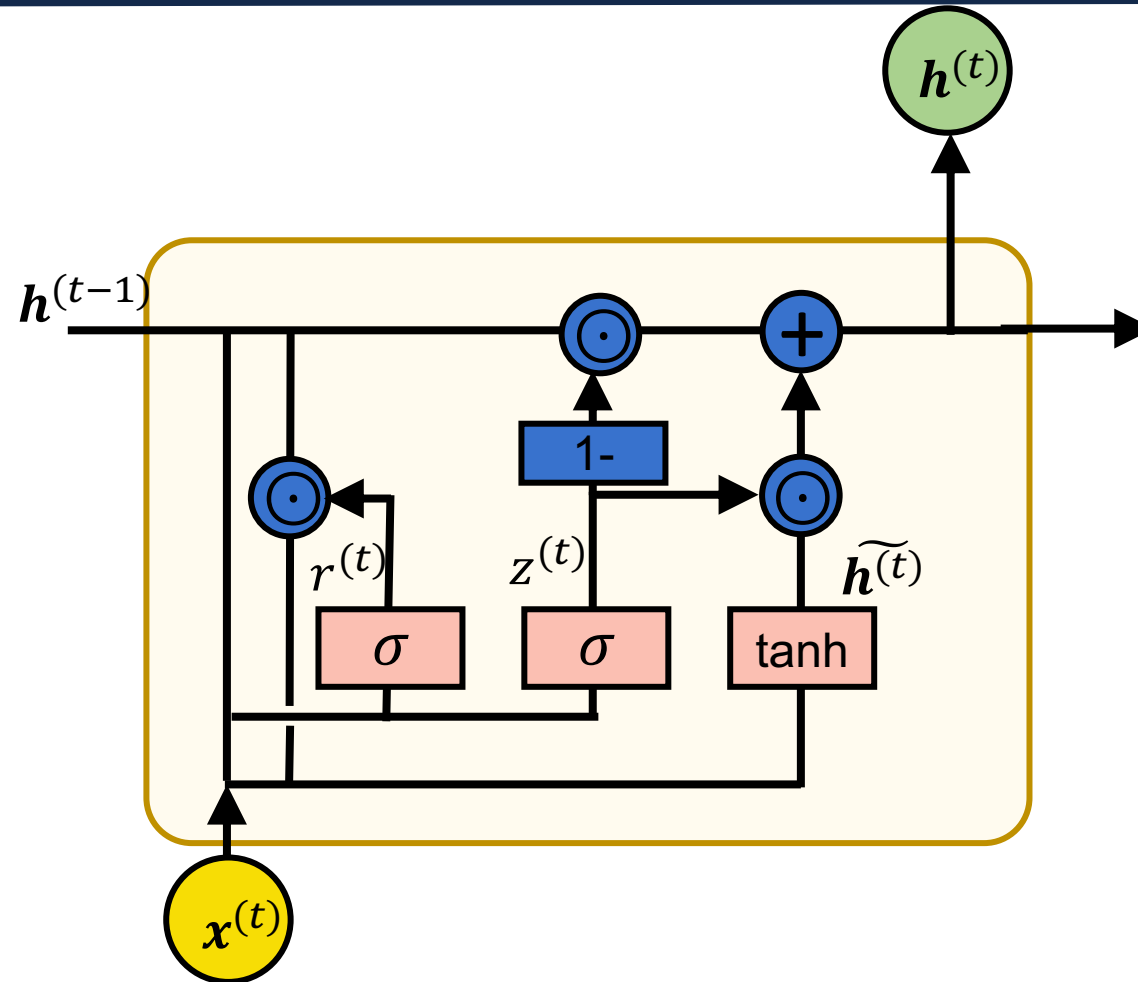 h^(t)
h^(t−1)
⊙
+
1-
⊙
⊙
r^(t)
z^(t)
h͂^(t)
σ
σ
tanh
x^(t)